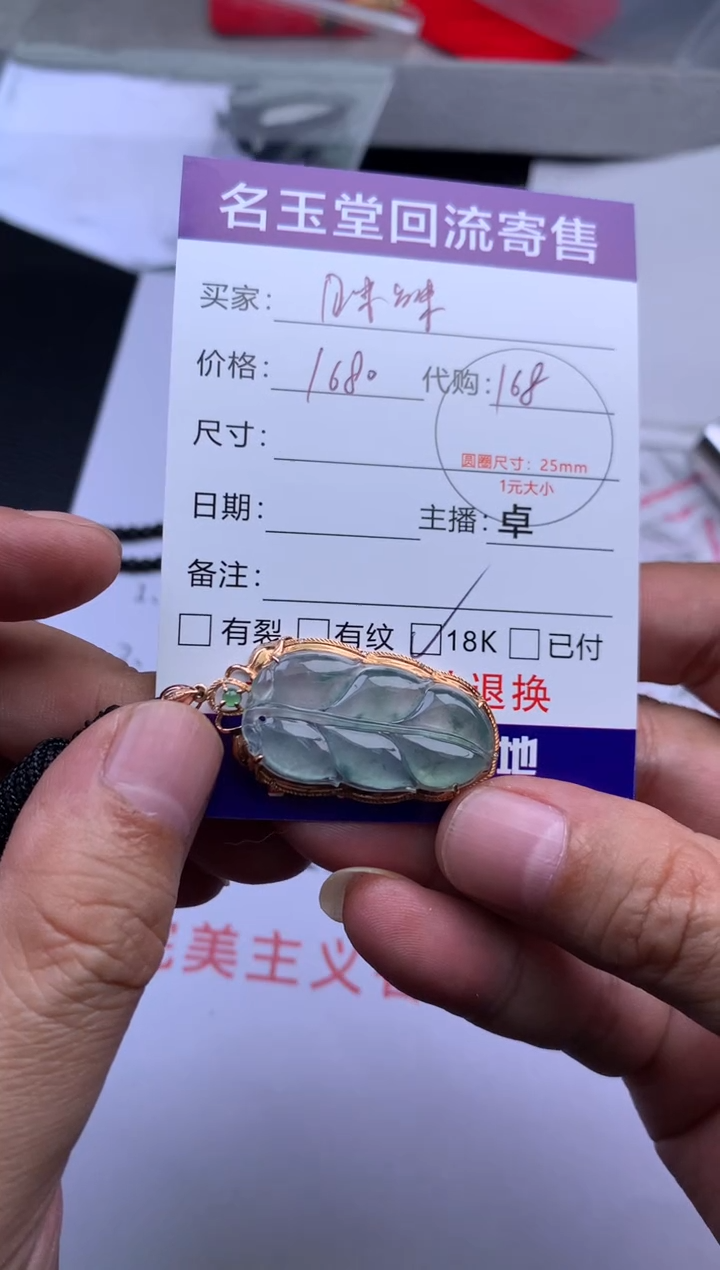 名玉堂回流寄售
买家：
价格：1680 代购：168
尺寸：
圆圈尺寸：25mm
1元大小
日期： 主播：卓
备注：
有裂 有纹 18K 已付
退换
地
美主义